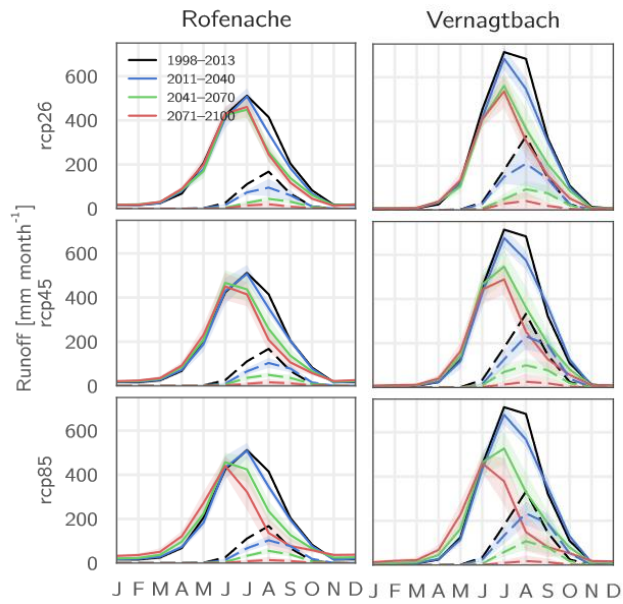 Rofenache Vernagtbach
1998–2013
2011–2040
2041–2070
2071–2100
600
400
200
0
rcp26
600
400
200
0
rcp45
Runoff [mm month-1]
600
400
200
0
rcp85
J F M A M J J A S O N D J F M A M J J A S O N D